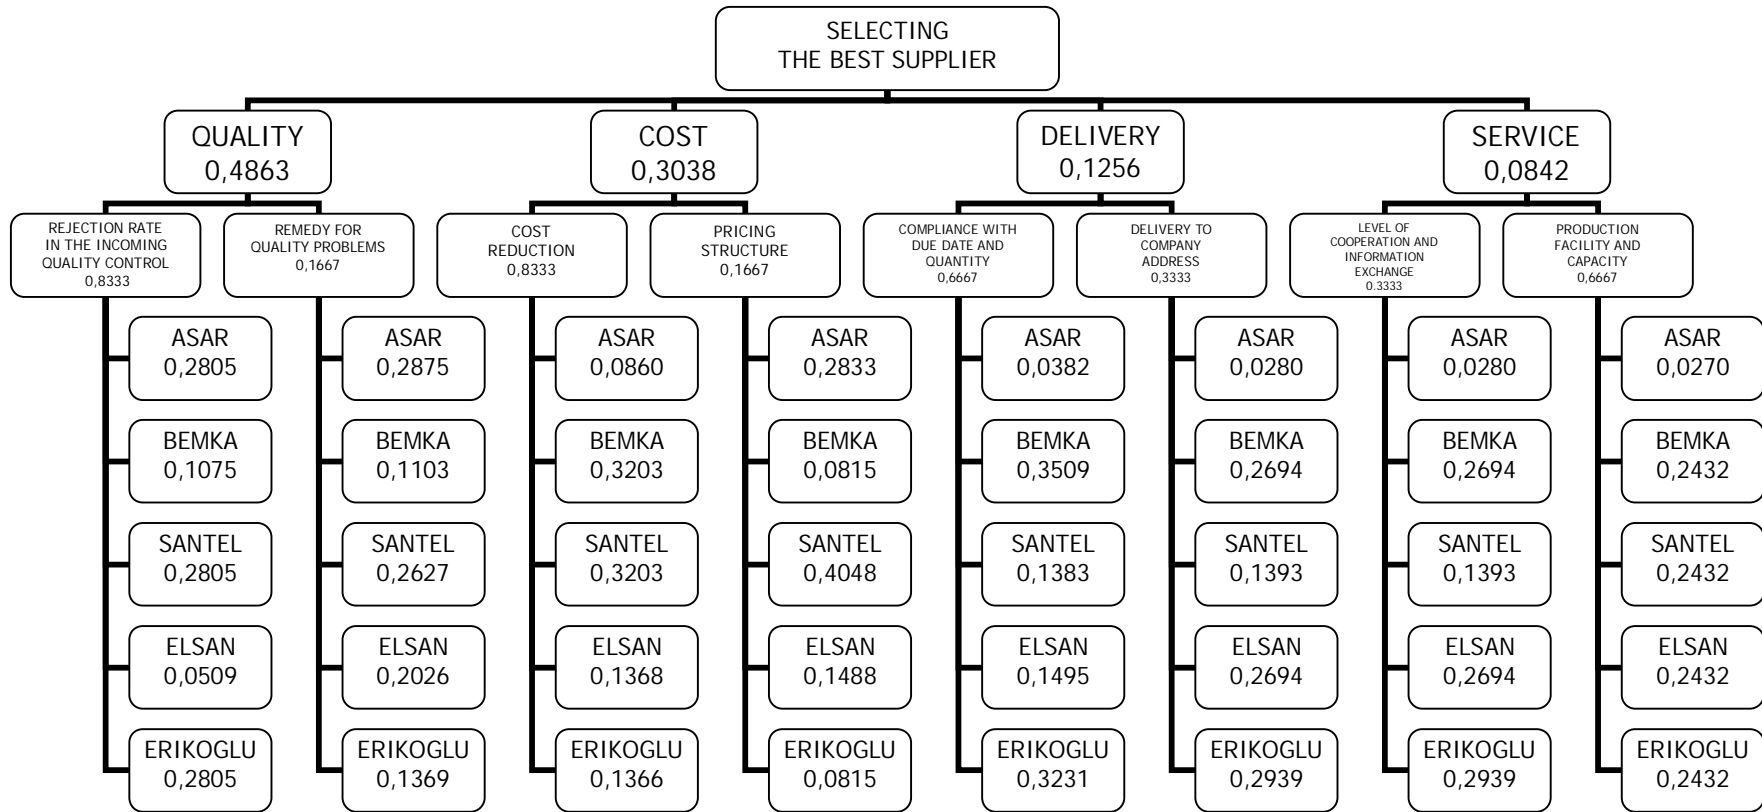 SELECTING
THE BEST SUPPLIER
QUALITY
0,4863
COST
0,3038
DELIVERY
0,1256
SERVICE
0,0842
REJECTION RATE
IN THE INCOMING
QUALITY CONTROL
0,8333
REMEDY FOR
QUALITY PROBLEMS
0,1667
COST
REDUCTION
0,8333
PRICING
STRUCTURE
0,1667
COMPLIANCE WITH
DUE DATE AND
QUANTITY
0,6667
DELIVERY TO
COMPANY
ADDRESS
0,3333
LEVEL OF
COOPERATION AND
INFORMATION
EXCHANGE
0.3333
PRODUCTION
FACILITY AND
CAPACITY
0,6667
ASAR
0,2805
ASAR
0,2875
ASAR
0,0860
ASAR
0,2833
ASAR
0,0382
ASAR
0,0280
ASAR
0,0280
ASAR
0,0270
BEMKA
0,1075
BEMKA
0,1103
BEMKA
0,3203
BEMKA
0,0815
BEMKA
0,3509
BEMKA
0,2694
BEMKA
0,2694
BEMKA
0,2432
SANTEL
0,2805
SANTEL
0,2627
SANTEL
0,3203
SANTEL
0,4048
SANTEL
0,1383
SANTEL
0,1393
SANTEL
0,1393
SANTEL
0,2432
ELSAN
0,0509
ELSAN
0,2026
ELSAN
0,1368
ELSAN
0,1488
ELSAN
0,1495
ELSAN
0,2694
ELSAN
0,2694
ELSAN
0,2432
ERIKOGLU
0,2805
ERIKOGLU
0,1369
ERIKOGLU
0,1366
ERIKOGLU
0,0815
ERIKOGLU
0,3231
ERIKOGLU
0,2939
ERIKOGLU
0,2939
ERIKOGLU
0,2432